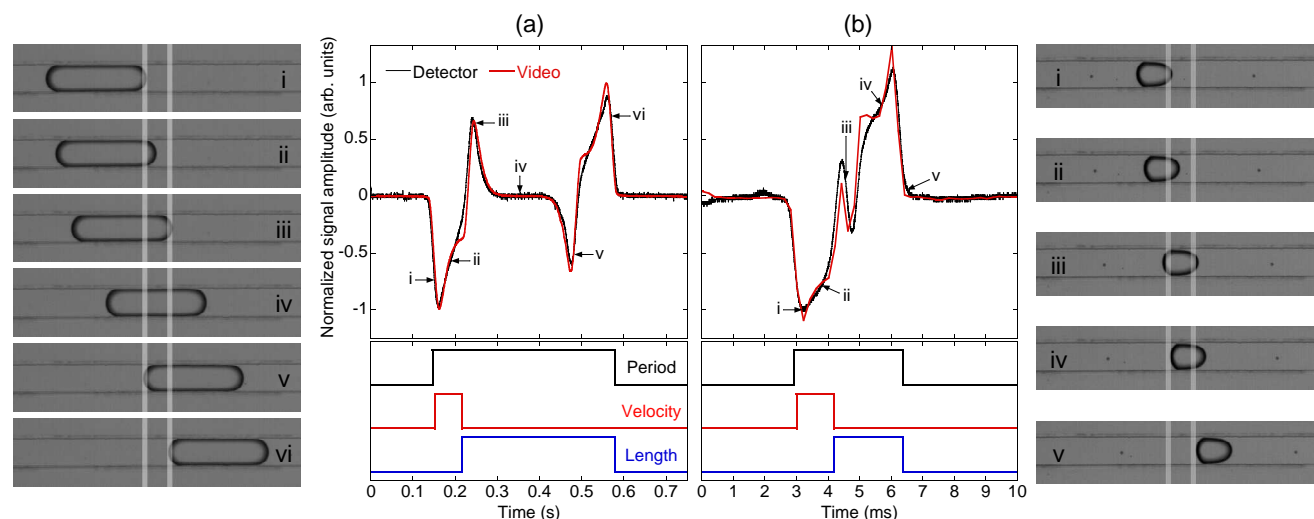 (a)
(b)
i
ii
iii
iv
v
vi
Normalized signal amplitude (arb. units)
1
0.5
0
-0.5
-1
Detector
Video
i
ii
iii
iv
v
vi
Period
Velocity
Length
0
0.1
0.2
0.3
0.4
0.5
0.6
0.7
Time (s)
i
ii
iii
iv
v
0
1
2
3
4
5
6
7
8
9
10
Time (ms)
i
ii
iii
iv
v